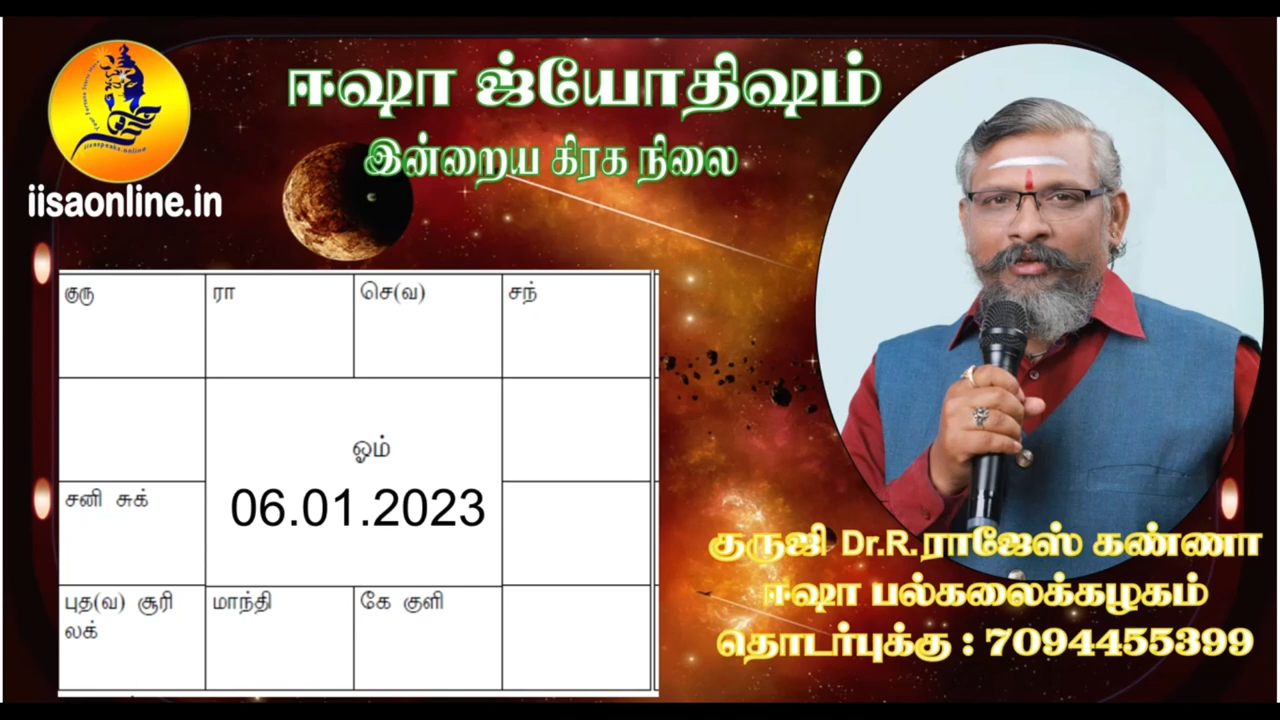 ஈஷா ஜ்யோதிஷம்
இன்றைய கிரக நிலை
iisaonline.in
குரு
ரா
செ(வ)
சந்
ஓம்
சனி சுக்
06.01.2023
புத(வ) சூரி
லக்
மாந்தி
கே குளி
குருஜி Dr.R.ராஜேஸ் கண்ணா
ஈஷா பல்கலைக்கழகம்
தொடர்புக்கு : 7094455399